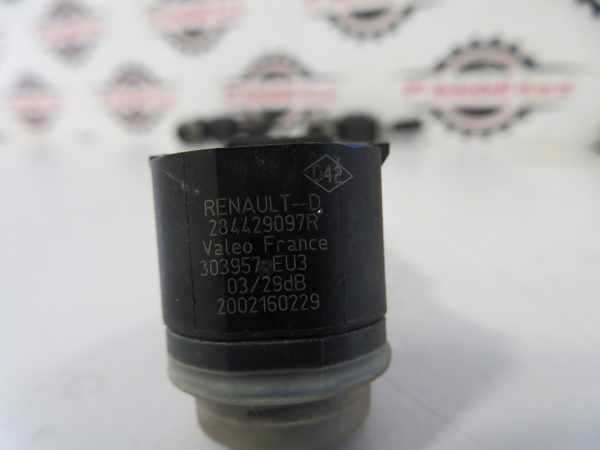 042
RENAULT--D
284429097R
Valeo France
303957 EU3
03/29dB
2002160229